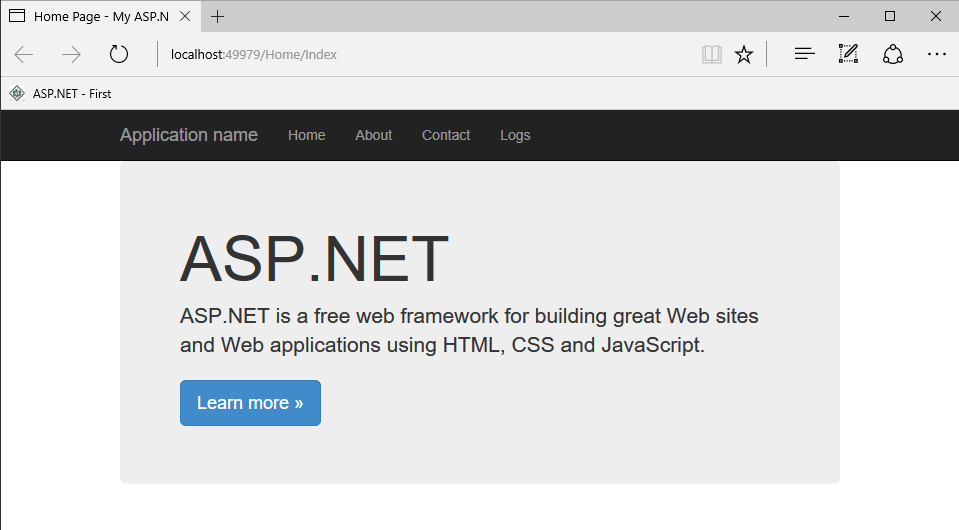 Home Page - My ASP.N
localhost:49979/Home/Index
ASP.NET - First
Application name Home About Contact Logs
ASP.NET
ASP.NET is a free web framework for building great Web sites
and Web applications using HTML, CSS and JavaScript.
Learn more »